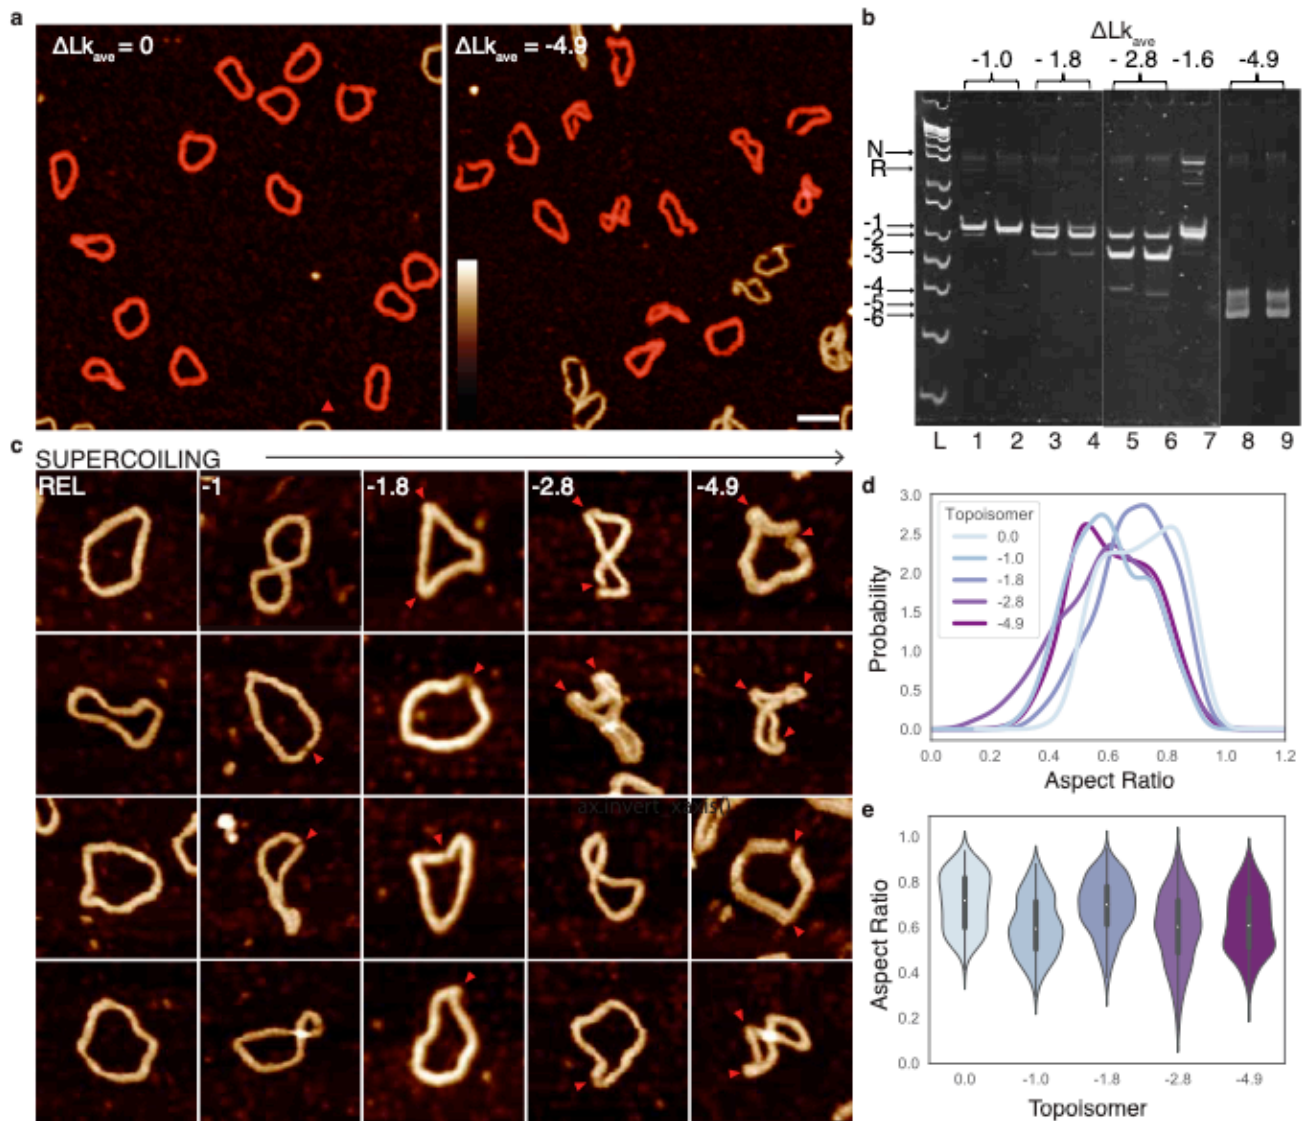 a
ΔLkave = 0
ΔLkave = -4.9
b
ΔLkave
-1.0 - 1.8 - 2.8 -1.6 -4.9
N
R
-1
-2
-3
-4
-5
-6
L 1 2 3 4 5 6 7 8 9
c
SUPERCOILING
REL -1 -1.8 -2.8 -4.9
ax.invert_xaxis()
d
3.0
2.5
2.0
1.5
1.0
0.5
0.0
Probability
Topoisomer
0.0
-1.0
-1.8
-2.8
-4.9
0.0 0.2 0.4 0.6 0.8 1.0 1.2
Aspect Ratio
e
1.0
0.8
0.6
0.4
0.2
0.0
Aspect Ratio
0.0 -1.0 -1.8 -2.8 -4.9
Topoisomer